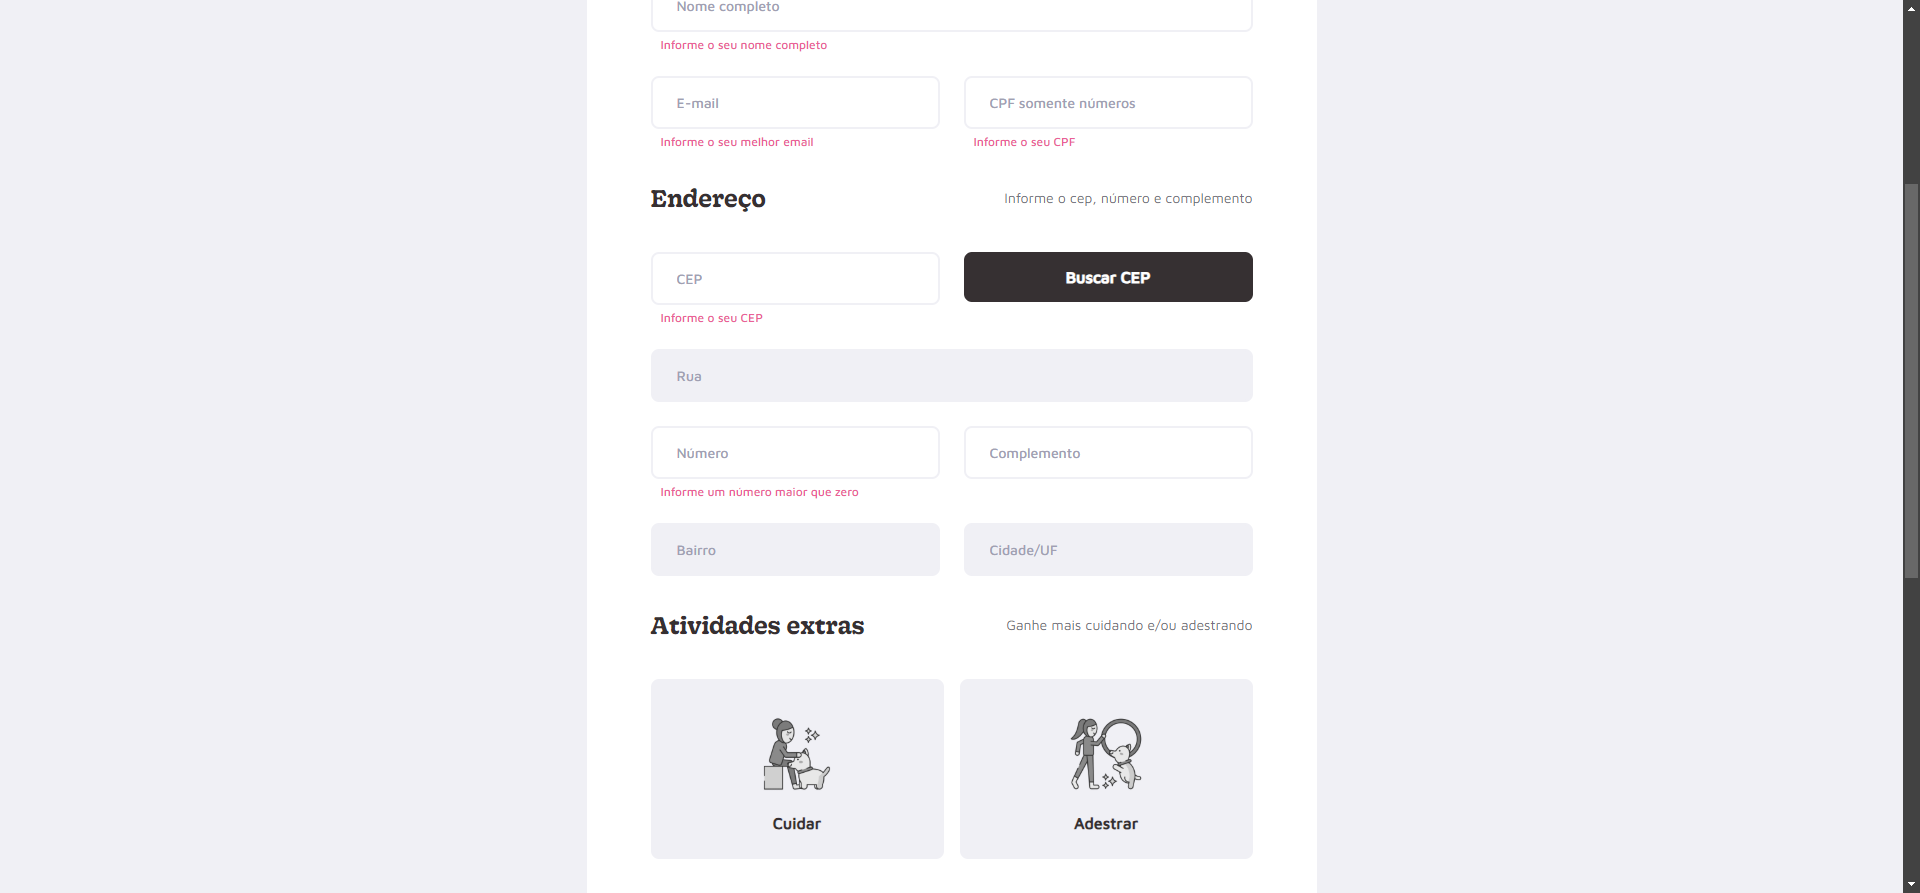 Nome completo
Informe o seu nome completo
E-mail
CPF somente números
Informe o seu melhor email
Informe o seu CPF
Endereço
Informe o cep, número e complemento
CEP
Buscar CEP
Informe o seu CEP
Rua
Número
Complemento
Informe um número maior que zero
Bairro
Cidade/UF
Atividades extras
Ganhe mais cuidando e/ou adestrando
Cuidar
Adestrar